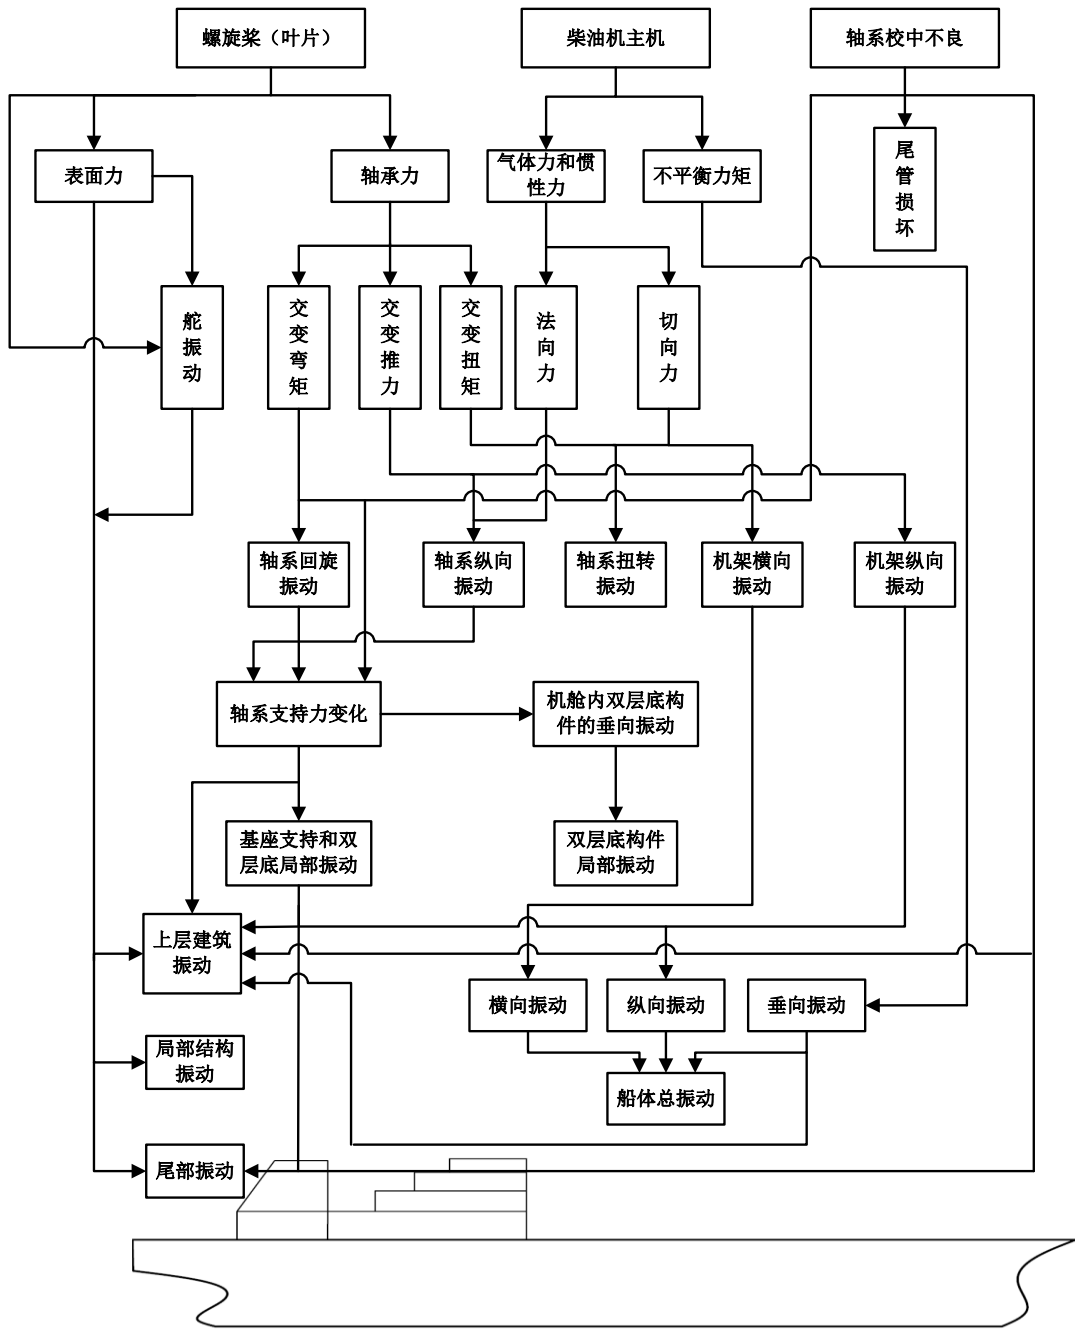 螺旋桨（叶片）
柴油机主机
轴系校中不良
表面力
轴承力
气体力和惯
性力
不平衡力矩
尾
管
损
坏
舵
振
动
交
变
弯
矩
交
变
推
力
交
变
扭
矩
法
向
力
切
向
力
轴系回旋
振动
轴系纵向
振动
轴系扭转
振动
机架横向
振动
机架纵向
振动
轴系支持力变化
机舱内双层底构
件的垂向振动
基座支持和双
层底局部振动
双层底构件
局部振动
上层建筑
振动
横向振动
纵向振动
垂向振动
局部结构
振动
船体总振动
尾部振动